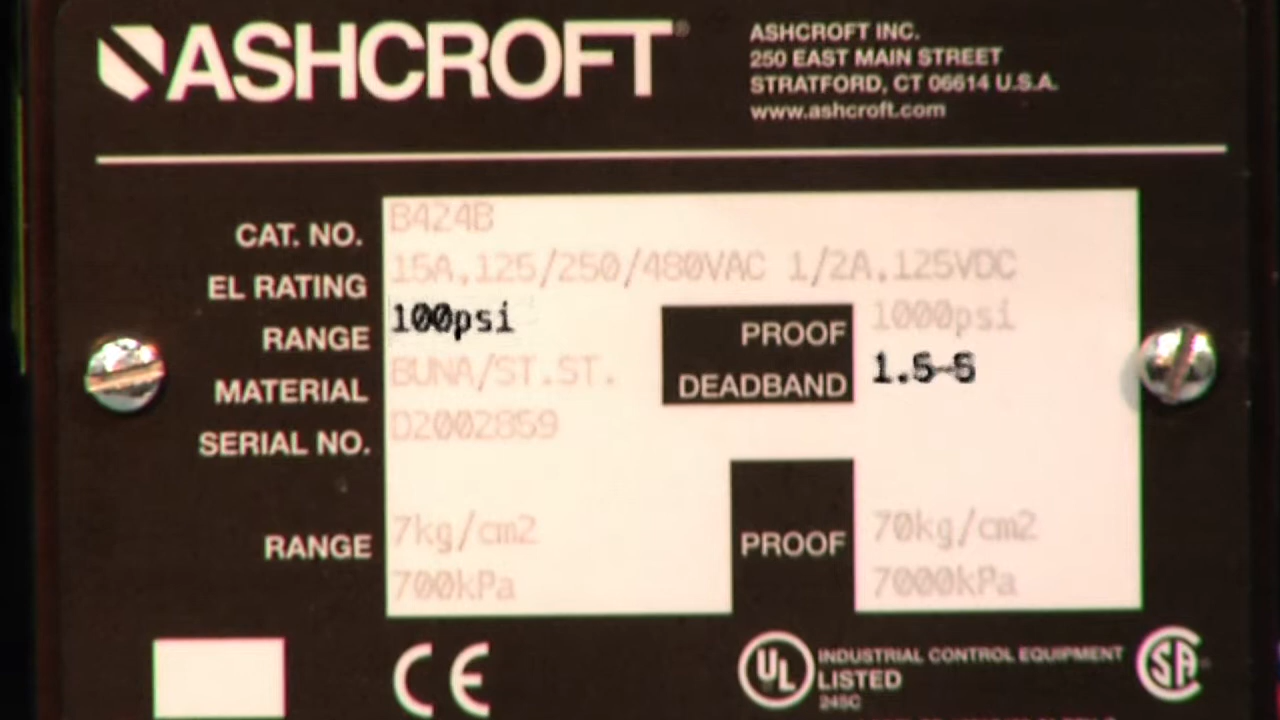 ASHCROFT®
ASHCROFT INC.
250 EAST MAIN STREET
STRATFORD, CT 06614 U.S.A.
www.ashcroft.com
CAT. NO. B424B
EL RATING 15A,125/250/480VAC 1/2A,125VDC
RANGE 100psi PROOF 1000psi
MATERIAL BUNA/ST.ST. DEADBAND 1.5-5
SERIAL NO. D2002859
RANGE 7kg/cm2 PROOF 70kg/cm2
700kPa 7000kPa
CE
UL INDUSTRIAL CONTROL EQUIPMENT
LISTED
245C
SA